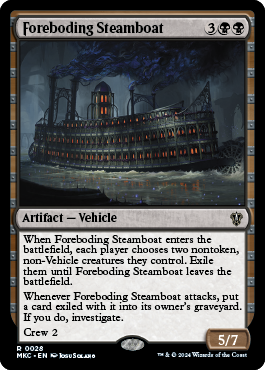 Foreboding Steamboat 3
Artifact — Vehicle
When Foreboding Steamboat enters the
battlefield, each player chooses two nontoken,
non-Vehicle creatures they control. Exile
them until Foreboding Steamboat leaves the
battlefield.
Whenever Foreboding Steamboat attacks, put
a card exiled with it into its owner's graveyard.
If you do, investigate.
Crew 2
5/7
R 0028
MKC • EN Josu Solano
™ & © 2024 Wizards of the Coast